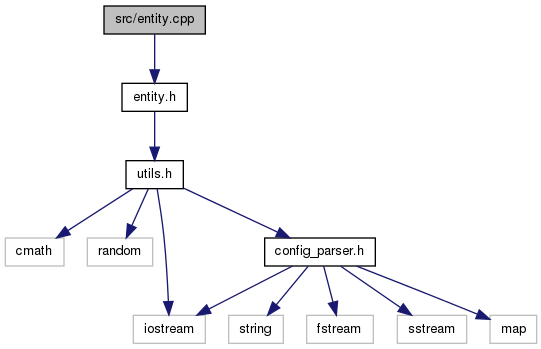 src/entity.cpp
entity.h
utils.h
cmath
random
config_parser.h
iostream
string
fstream
sstream
map